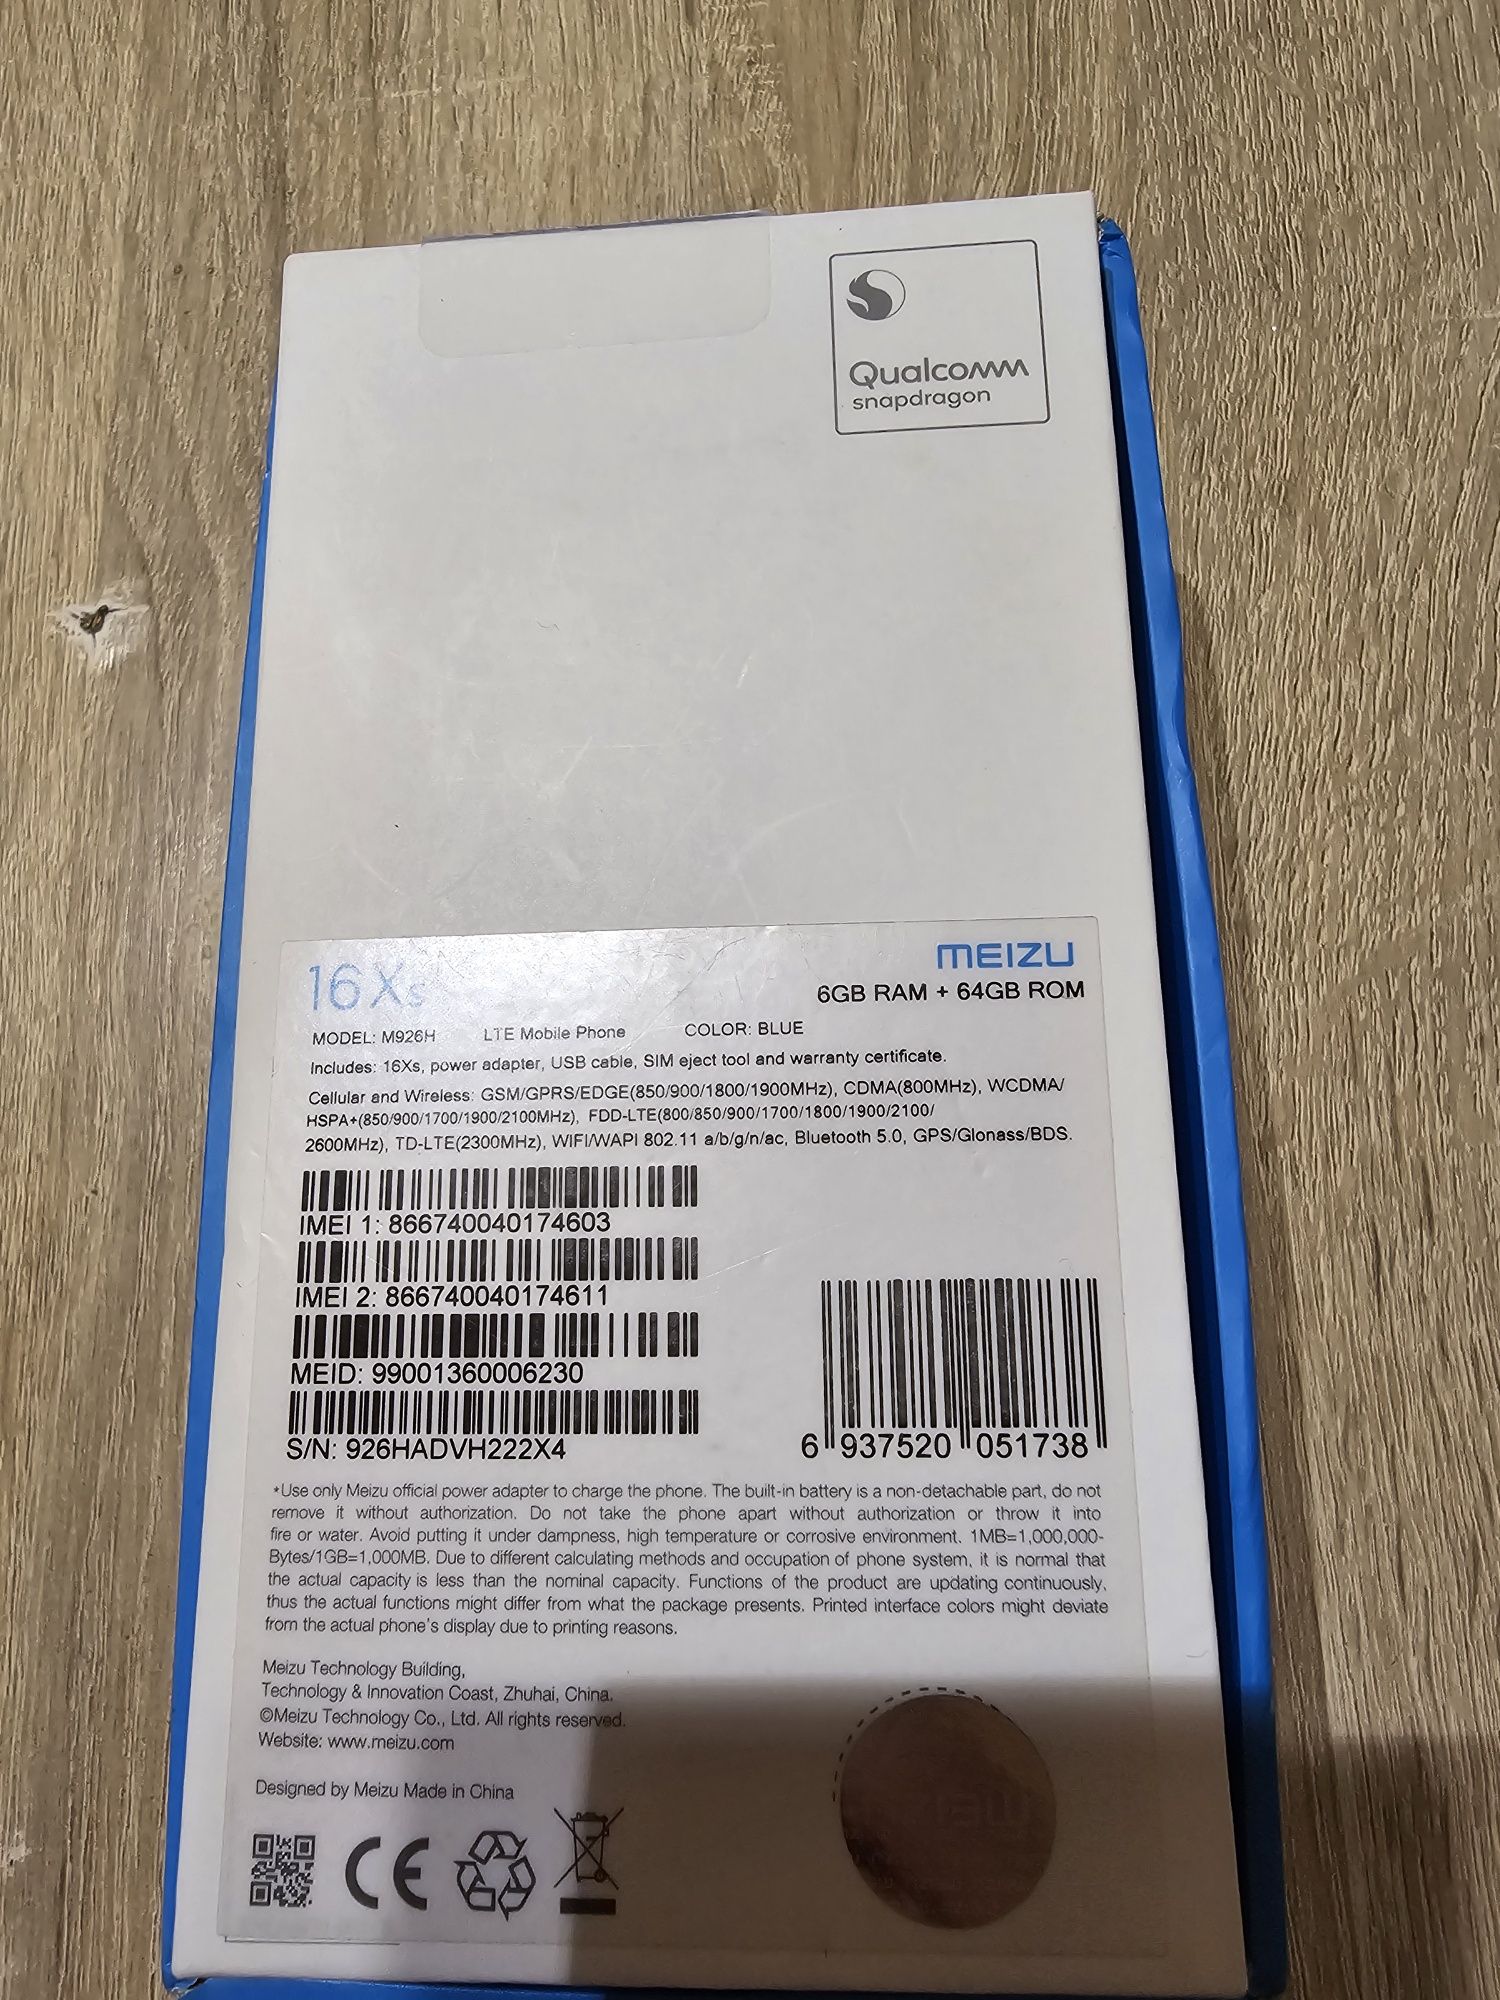 Qualcomm
snapdragon
16Xs
MEIZU
6GB RAM + 64GB ROM
MODEL: M926H LTE Mobile Phone COLOR: BLUE
Includes: 16Xs, power adapter, USB cable, SIM eject tool and warranty certificate.
Cellular and Wireless: GSM/GPRS/EDGE(850/900/1800/1900MHz), CDMA(800MHz), WCDMA/
HSPA+(850/900/1700/1900/2100MHz), FDD-LTE(800/850/900/1700/1800/1900/2100/
2600MHz), TD-LTE(2300MHz), WIFI/WAPI 802.11 a/b/g/n/ac, Bluetooth 5.0, GPS/Glonass/BDS.
IMEI 1: 866740040174603
IMEI 2: 866740040174611
MEID: 99001360006230
S/N: 926HADVH222X4
6 937520 051738
*Use only Meizu official power adapter to charge the phone. The built-in battery is a non-detachable part, do not
remove it without authorization. Do not take the phone apart without authorization or throw it into
fire or water. Avoid putting it under dampness, high temperature or corrosive environment. 1MB=1,000,000-
Bytes/1GB=1,000MB. Due to different calculating methods and occupation of phone system, it is normal that
the actual capacity is less than the nominal capacity. Functions of the product are updating continuously,
thus the actual functions might differ from what the package presents. Printed interface colors might deviate
from the actual phone's display due to printing reasons.
Meizu Technology Building,
Technology & Innovation Coast, Zhuhai, China.
©Meizu Technology Co., Ltd. All rights reserved.
Website: www.meizu.com
Designed by Meizu Made in China
CE